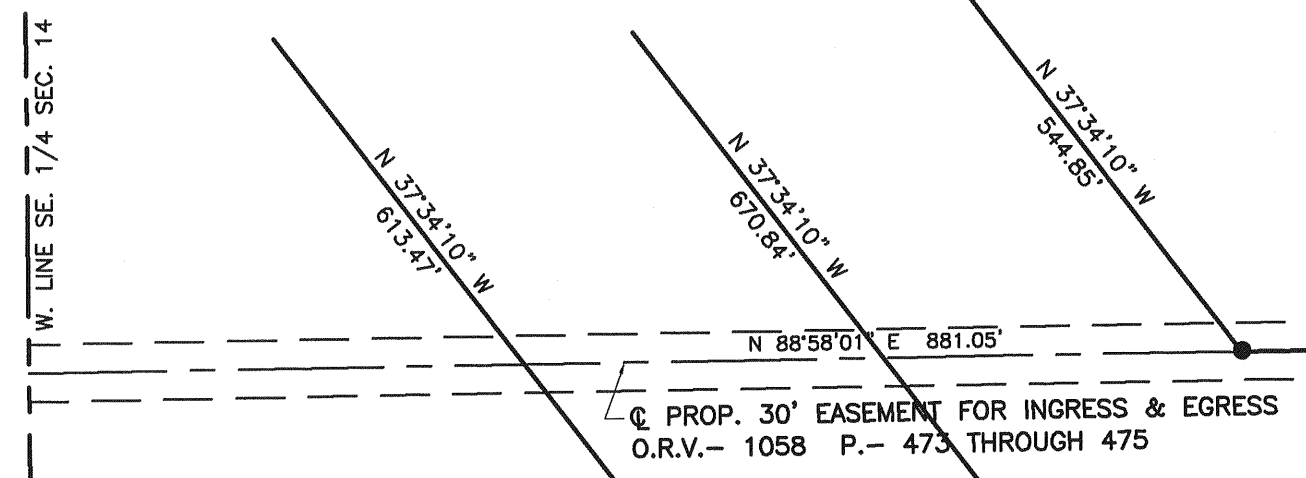 W. LINE SE. 1/4 SEC. 14
N 37°34'10" W
613.47'
N 37°34'10" W
670.84'
N 37°34'10" W
544.85'
N 88°58'01" E 881.05'
℄ PROP. 30' EASEMENT FOR INGRESS & EGRESS
O.R.V.- 1058 P.- 473 THROUGH 475